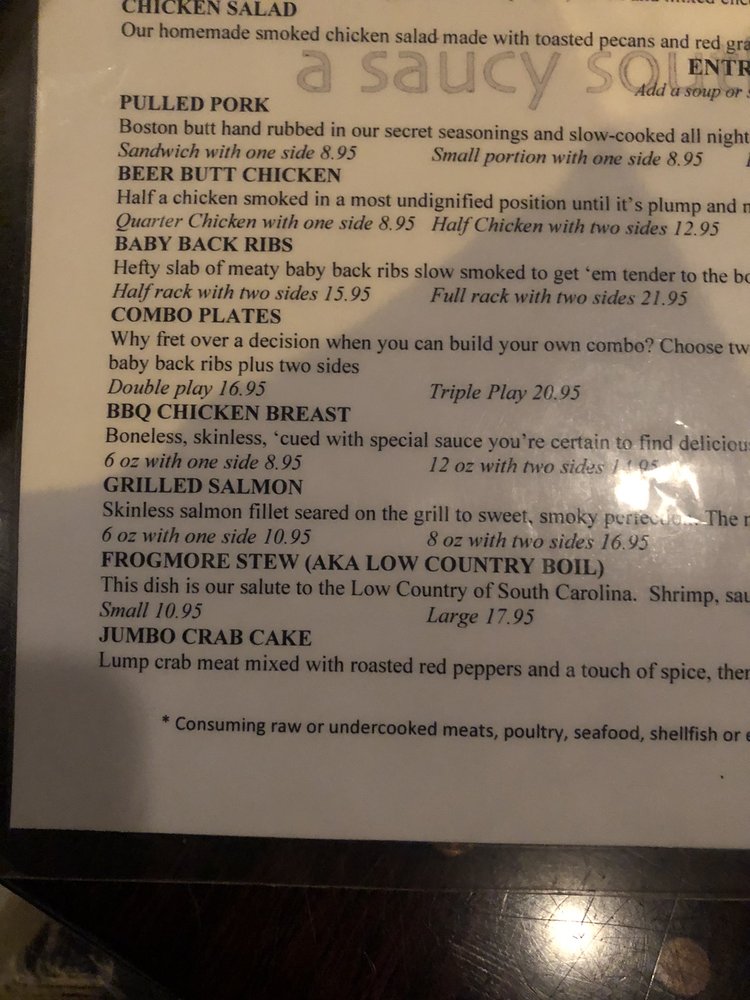 CHICKEN SALAD
Our homemade smoked chicken salad made with toasted pecans and red
a saucy
Add a soup or
PULLED PORK
Boston butt hand rubbed in our secret seasonings and slow-cooked all night
Sandwich with one side 8.95 Small portion with one side 8.95
BEER BUTT CHICKEN
Half a chicken smoked in a most undignified position until it's plump and
Quarter Chicken with one side 8.95 Half Chicken with two sides 12.95
BABY BACK RIBS
Hefty slab of meaty baby back ribs slow smoked to get 'em tender to the
Half rack with two sides 15.95 Full rack with two sides 21.95
COMBO PLATES
Why fret over a decision when you can build your own combo? Choose
baby back ribs plus two sides
Double play 16.95 Triple Play 20.95
BBQ CHICKEN BREAST
Boneless, skinless, 'cued with special sauce you're certain to find
6 oz with one side 8.95 12 oz with two sides
GRILLED SALMON
Skinless salmon fillet seared on the grill to sweet, smoky perfection. The
6 oz with one side 10.95 8 oz with two sides 16.95
FROGMORE STEW (AKA LOW COUNTRY BOIL)
This dish is our salute to the Low Country of South Carolina. Shrimp,
Small 10.95 Large 17.95
JUMBO CRAB CAKE
Lump crab meat mixed with roasted red peppers and a touch of spice,
* Consuming raw or undercooked meats, poultry, seafood, shellfish or